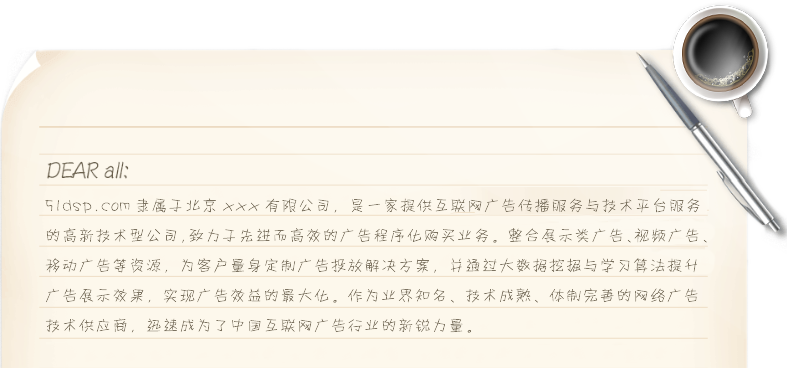 DEAR all:
51dsp.com隶属于北京xxx有限公司，是一家提供互联网广告传播服务与技术平台服务
的高新技术型公司,致力于先进而高效的广告程序化购买业务。整合展示类广告、视频广告、
移动广告等资源，为客户量身定制广告投放解决方案，并通过大数据挖掘与学习算法提升
广告展示效果，实现广告效益的最大化。作为业界知名、技术成熟、体制完善的网络广告
技术供应商，迅速成为了中国互联网广告行业的新锐力量。